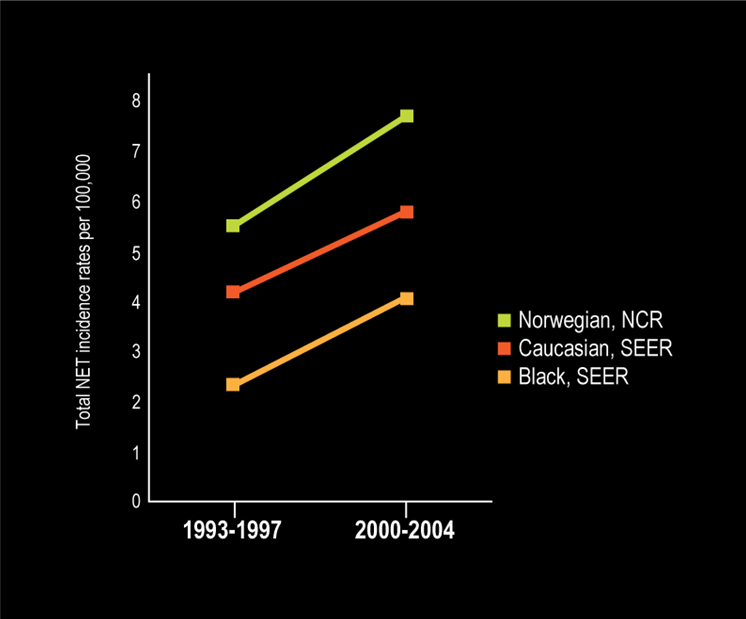 Total NET incidence rates per 100,000
8
7
6
5
4
3
2
1
0
1993-1997
2000-2004
Norwegian, NCR
Caucasian, SEER
Black, SEER